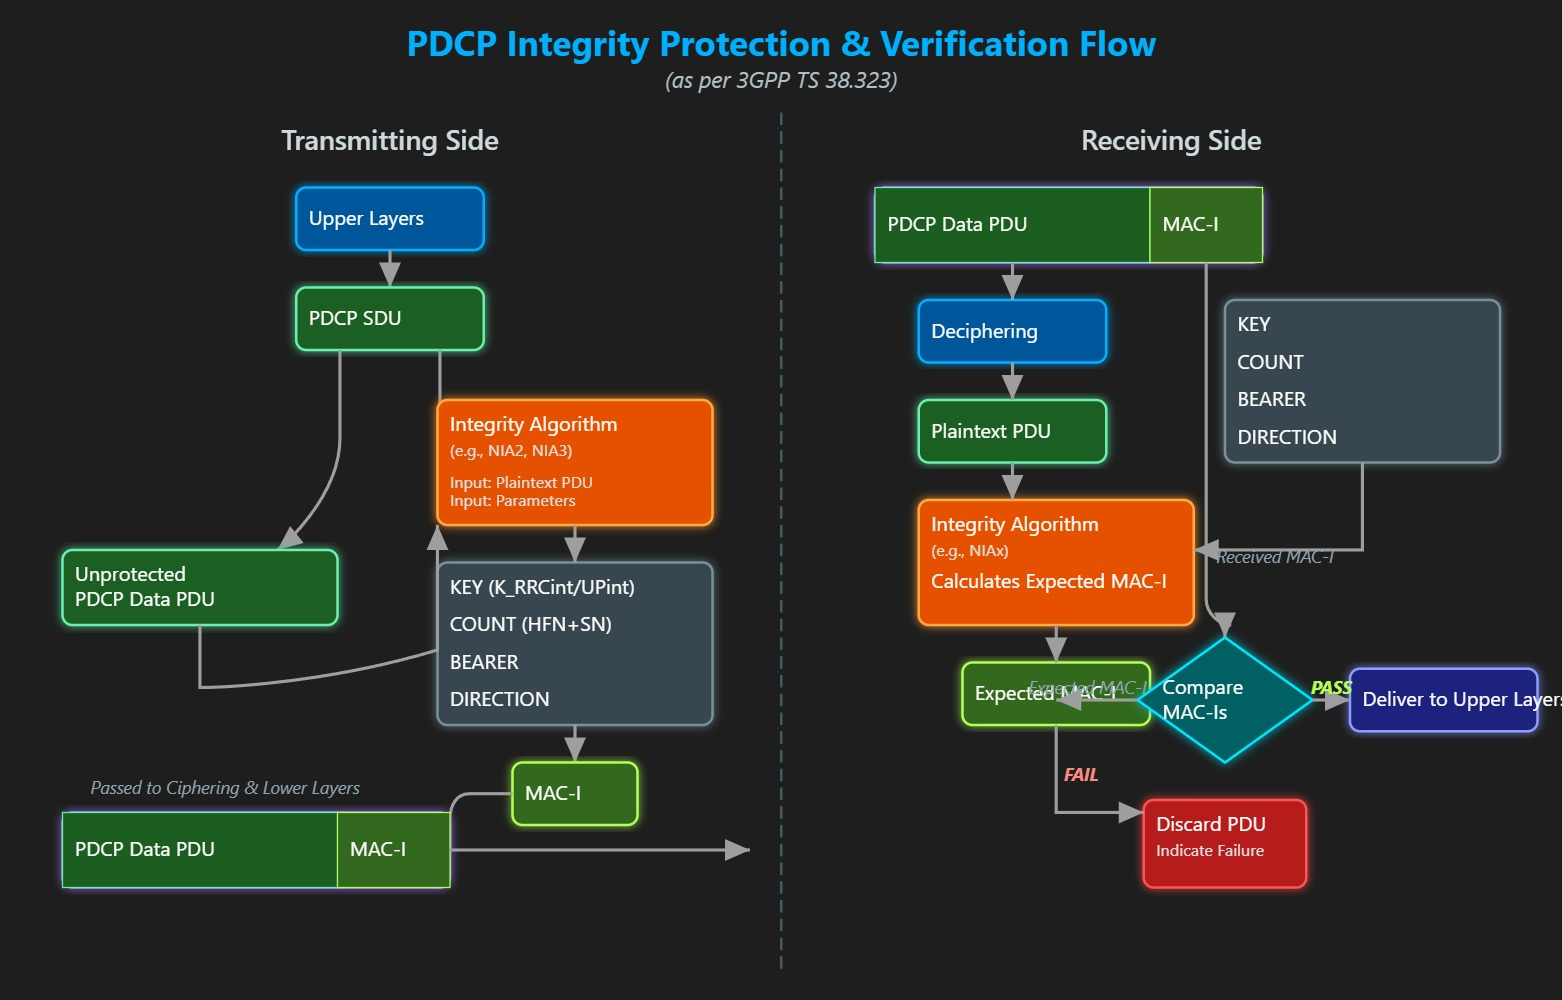 PDCP Integrity Protection & Verification Flow
(as per 3GPP TS 38.323)
Transmitting Side
Upper Layers
PDCP SDU
Integrity Algorithm
(e.g., NIA2, NIA3)
Input: Plaintext PDU
Input: Parameters
Unprotected
PDCP Data PDU
KEY (K_RRCint/UPint)
COUNT (HFN+SN)
BEARER
DIRECTION
MAC-I
Passed to Ciphering & Lower Layers
PDCP Data PDU
MAC-I
Receiving Side
PDCP Data PDU
MAC-I
Deciphering
KEY
COUNT
BEARER
DIRECTION
Plaintext PDU
Integrity Algorithm
(e.g., NIAx)
Calculates Expected MAC-I
Received MAC-I
Expected MAC-I
Expected MAC-I
Compare
MAC-Is
PASS
Deliver to Upper Layers
FAIL
Discard PDU
Indicate Failure